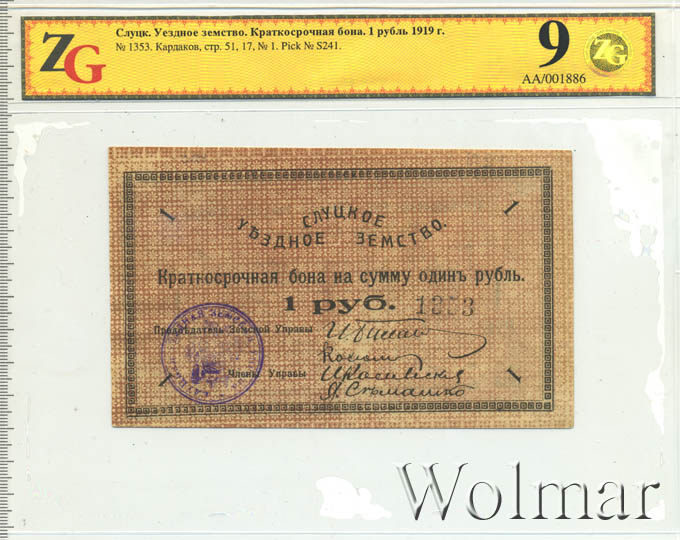 ZG
Слуцк. Уездное земство. Краткосрочная бона. 1 рубль 1919 г.
№ 1353. Кардаков, стр. 51, 17, № 1. Pick № S241.
9
ZG
AA/001886
1
1
СЛУЦКОЕ
УѢЗДНОЕ ЗЕМСТВО.
Краткосрочная бона на сумму одинъ рубль.
1 руб. 1353
Предсѣдатель Земской Управы
Члены Управы
1
1
Wolmar